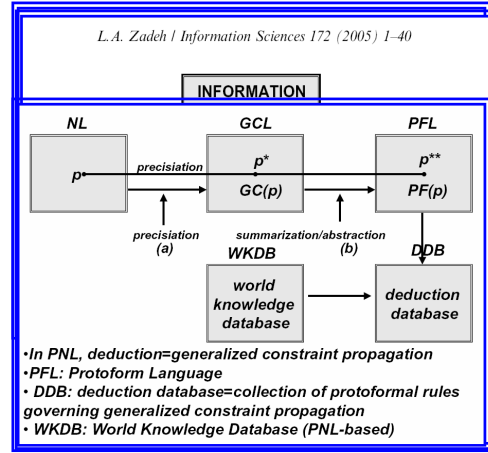 L.A. Zadeh / Information Sciences 172 (2005) 1–40
INFORMATION
NL GCL PFL
p• precisiation p* p**
GC(p) PF(p)
precisiation summarization/abstraction
(a) (b)
WKDB DDB
world
knowledge
database
deduction
database
•In PNL, deduction=generalized constraint propagation
•PFL: Protoform Language
• DDB: deduction database=collection of protoformal rules
governing generalized constraint propagation
• WKDB: World Knowledge Database (PNL-based)